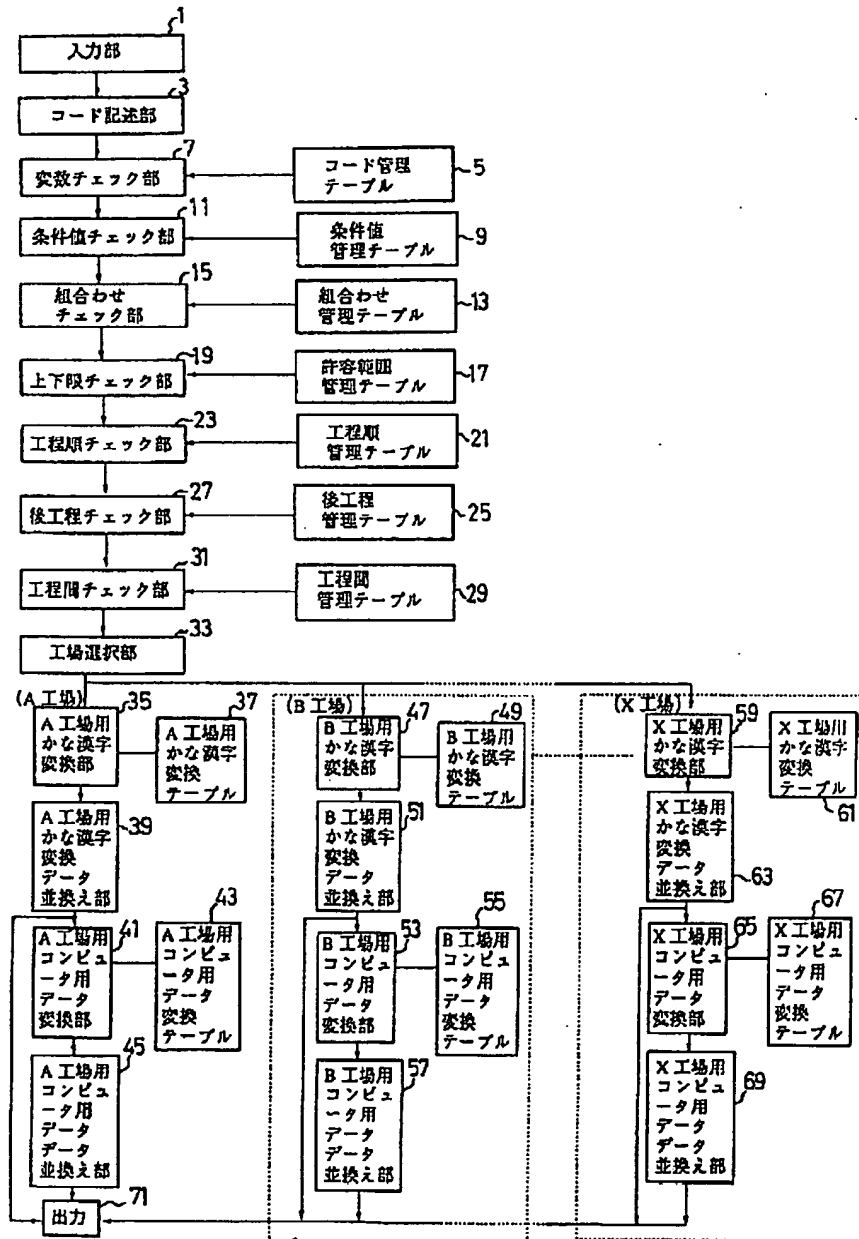 1
入力部
3
コード記述部
7
変数チェック部
コード管理
テーブル
5
11
条件値チェック部
条件値
管理テーブル
9
15
組合わせ
チェック部
組合わせ
管理テーブル
13
19
上下限チェック部
許容範囲
管理テーブル
17
23
工程順チェック部
工程順
管理テーブル
21
27
後工程チェック部
後工程
管理テーブル
25
31
工程間チェック部
工程間
管理テーブル
29
33
工場選択部
(A工場)
35
A工場用
かな漢字
変換部
37
A工場用
かな漢字
変換
テーブル
39
A工場用
かな漢字
変換
データ
並換え部
41
A工場用
コンピュ
ータ用
データ
変換部
43
A工場用
コンピュ
ータ用
データ
変換
テーブル
45
A工場用
コンピュ
ータ用
データ
データ
並換え部
71
出力
(B工場)
47
B工場用
かな漢字
変換部
49
B工場用
かな漢字
変換
テーブル
51
B工場用
かな漢字
変換
データ
並換え部
53
B工場用
コンピュ
ータ用
データ
変換部
55
B工場用
コンピュ
ータ用
データ
変換
テーブル
57
B工場用
コンピュ
ータ用
データ
データ
並換え部
(X工場)
59
X工場用
かな漢字
変換部
X工場用
かな漢字
変換
テーブル
61
X工場用
かな漢字
変換
データ
並換え部
63
65
X工場用
コンピュ
ータ用
データ
変換部
67
X工場用
コンピュ
ータ用
データ
変換
テーブル
X工場用
コンピュ
ータ用
データ
データ
並換え部
69